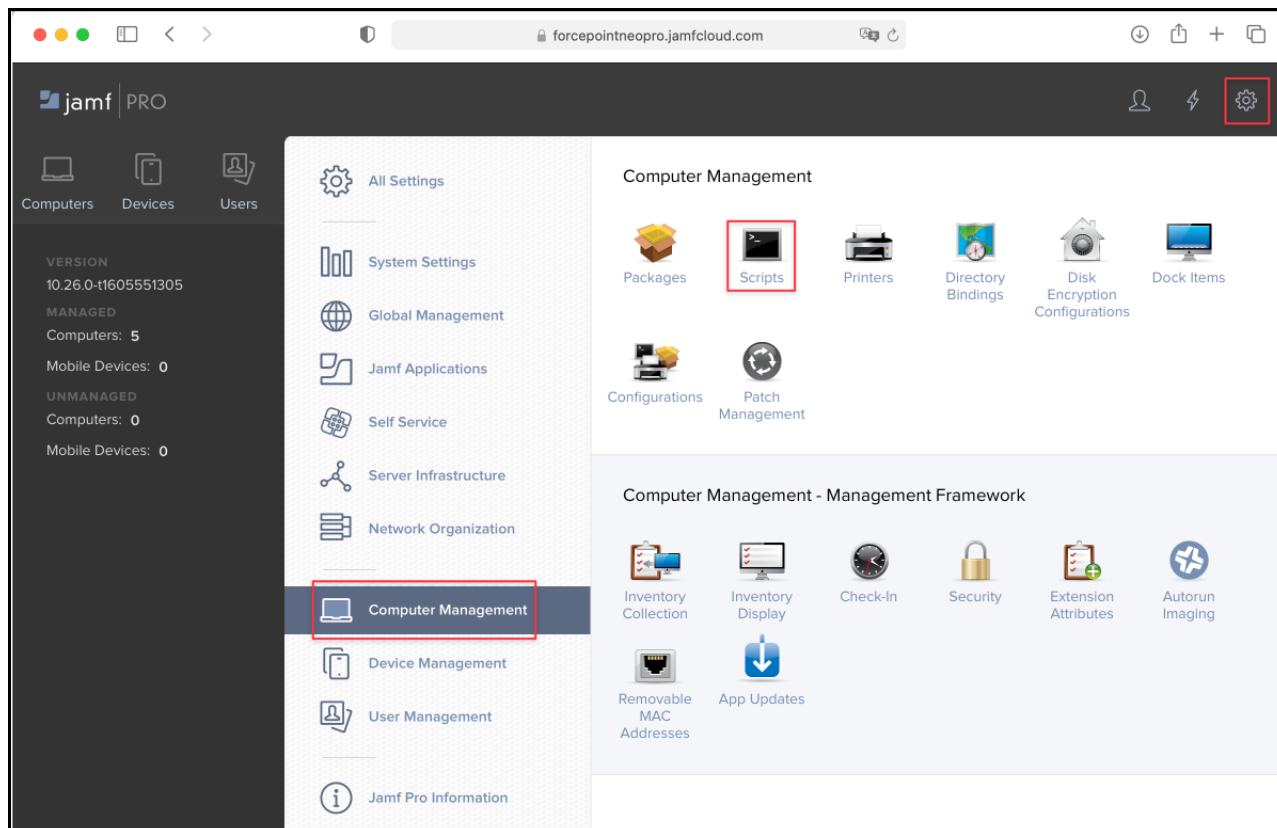 forcepointneopro.jamfcloud.com
jamf PRO
Computers Devices Users
VERSION
10.26.0-t1605551305
MANAGED
Computers: 5
Mobile Devices: 0
UNMANAGED
Computers: 0
Mobile Devices: 0
All Settings
System Settings
Global Management
Jamf Applications
Self Service
Server Infrastructure
Network Organization
Computer Management
Device Management
User Management
Jamf Pro Information
Computer Management
Packages
Scripts
Printers
Directory
Bindings
Disk
Encryption
Configurations
Dock Items
Configurations
Patch
Management
Computer Management - Management Framework
Inventory
Collection
Inventory
Display
Check-In
Security
Extension
Attributes
Autorun
Imaging
Removable
MAC
Addresses
App Updates